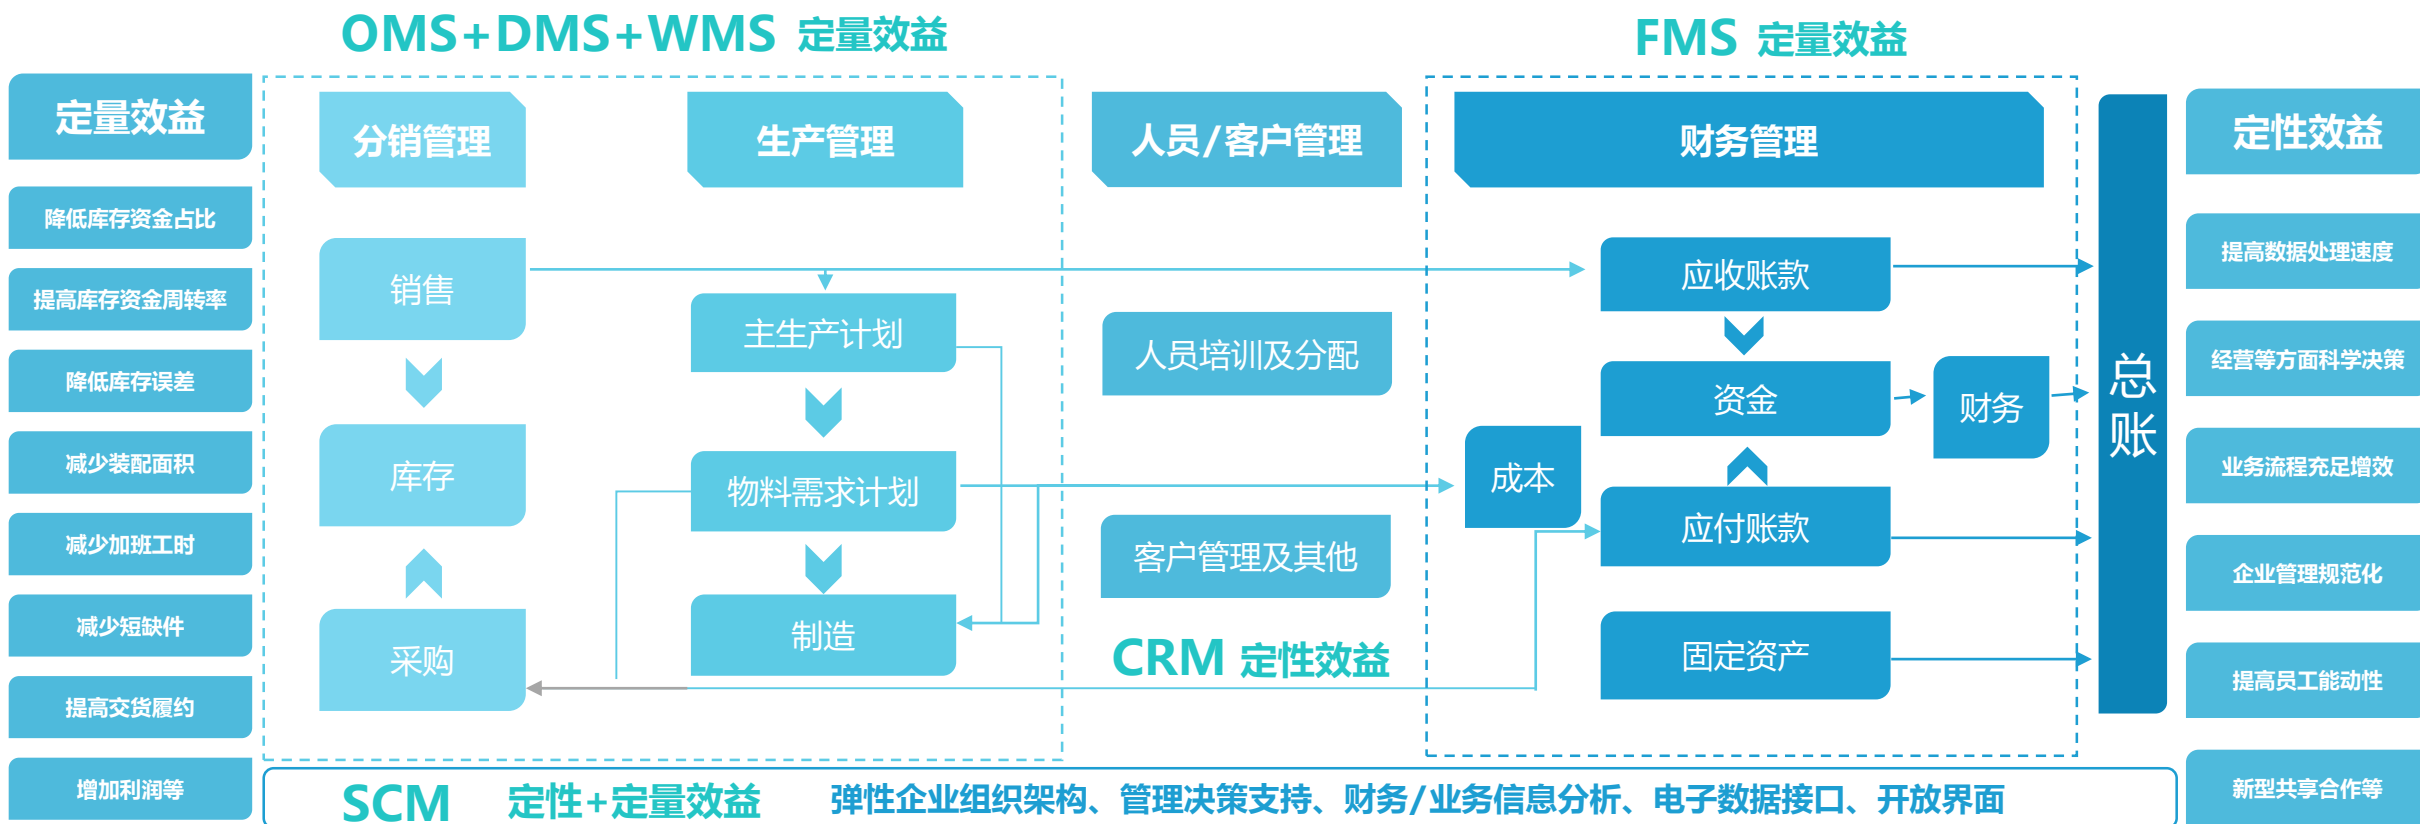 OMS+DMS+WMS 定量效益
FMS 定量效益
定量效益
降低库存资金占比
提高库存资金周转率
降低库存误差
减少装配面积
减少加班工时
减少短缺件
提高交货履约
增加利润等
分销管理
销售
库存
采购
生产管理
主生产计划
物料需求计划
制造
人员/客户管理
人员培训及分配
客户管理及其他
CRM 定性效益
财务管理
应收账款
资金
财务
成本
应付账款
固定资产
总
账
定性效益
提高数据处理速度
经营等方面科学决策
业务流程充足增效
企业管理规范化
提高员工能动性
新型共享合作等
SCM 定性+定量效益 弹性企业组织架构、管理决策支持、财务/业务信息分析、电子数据接口、开放界面